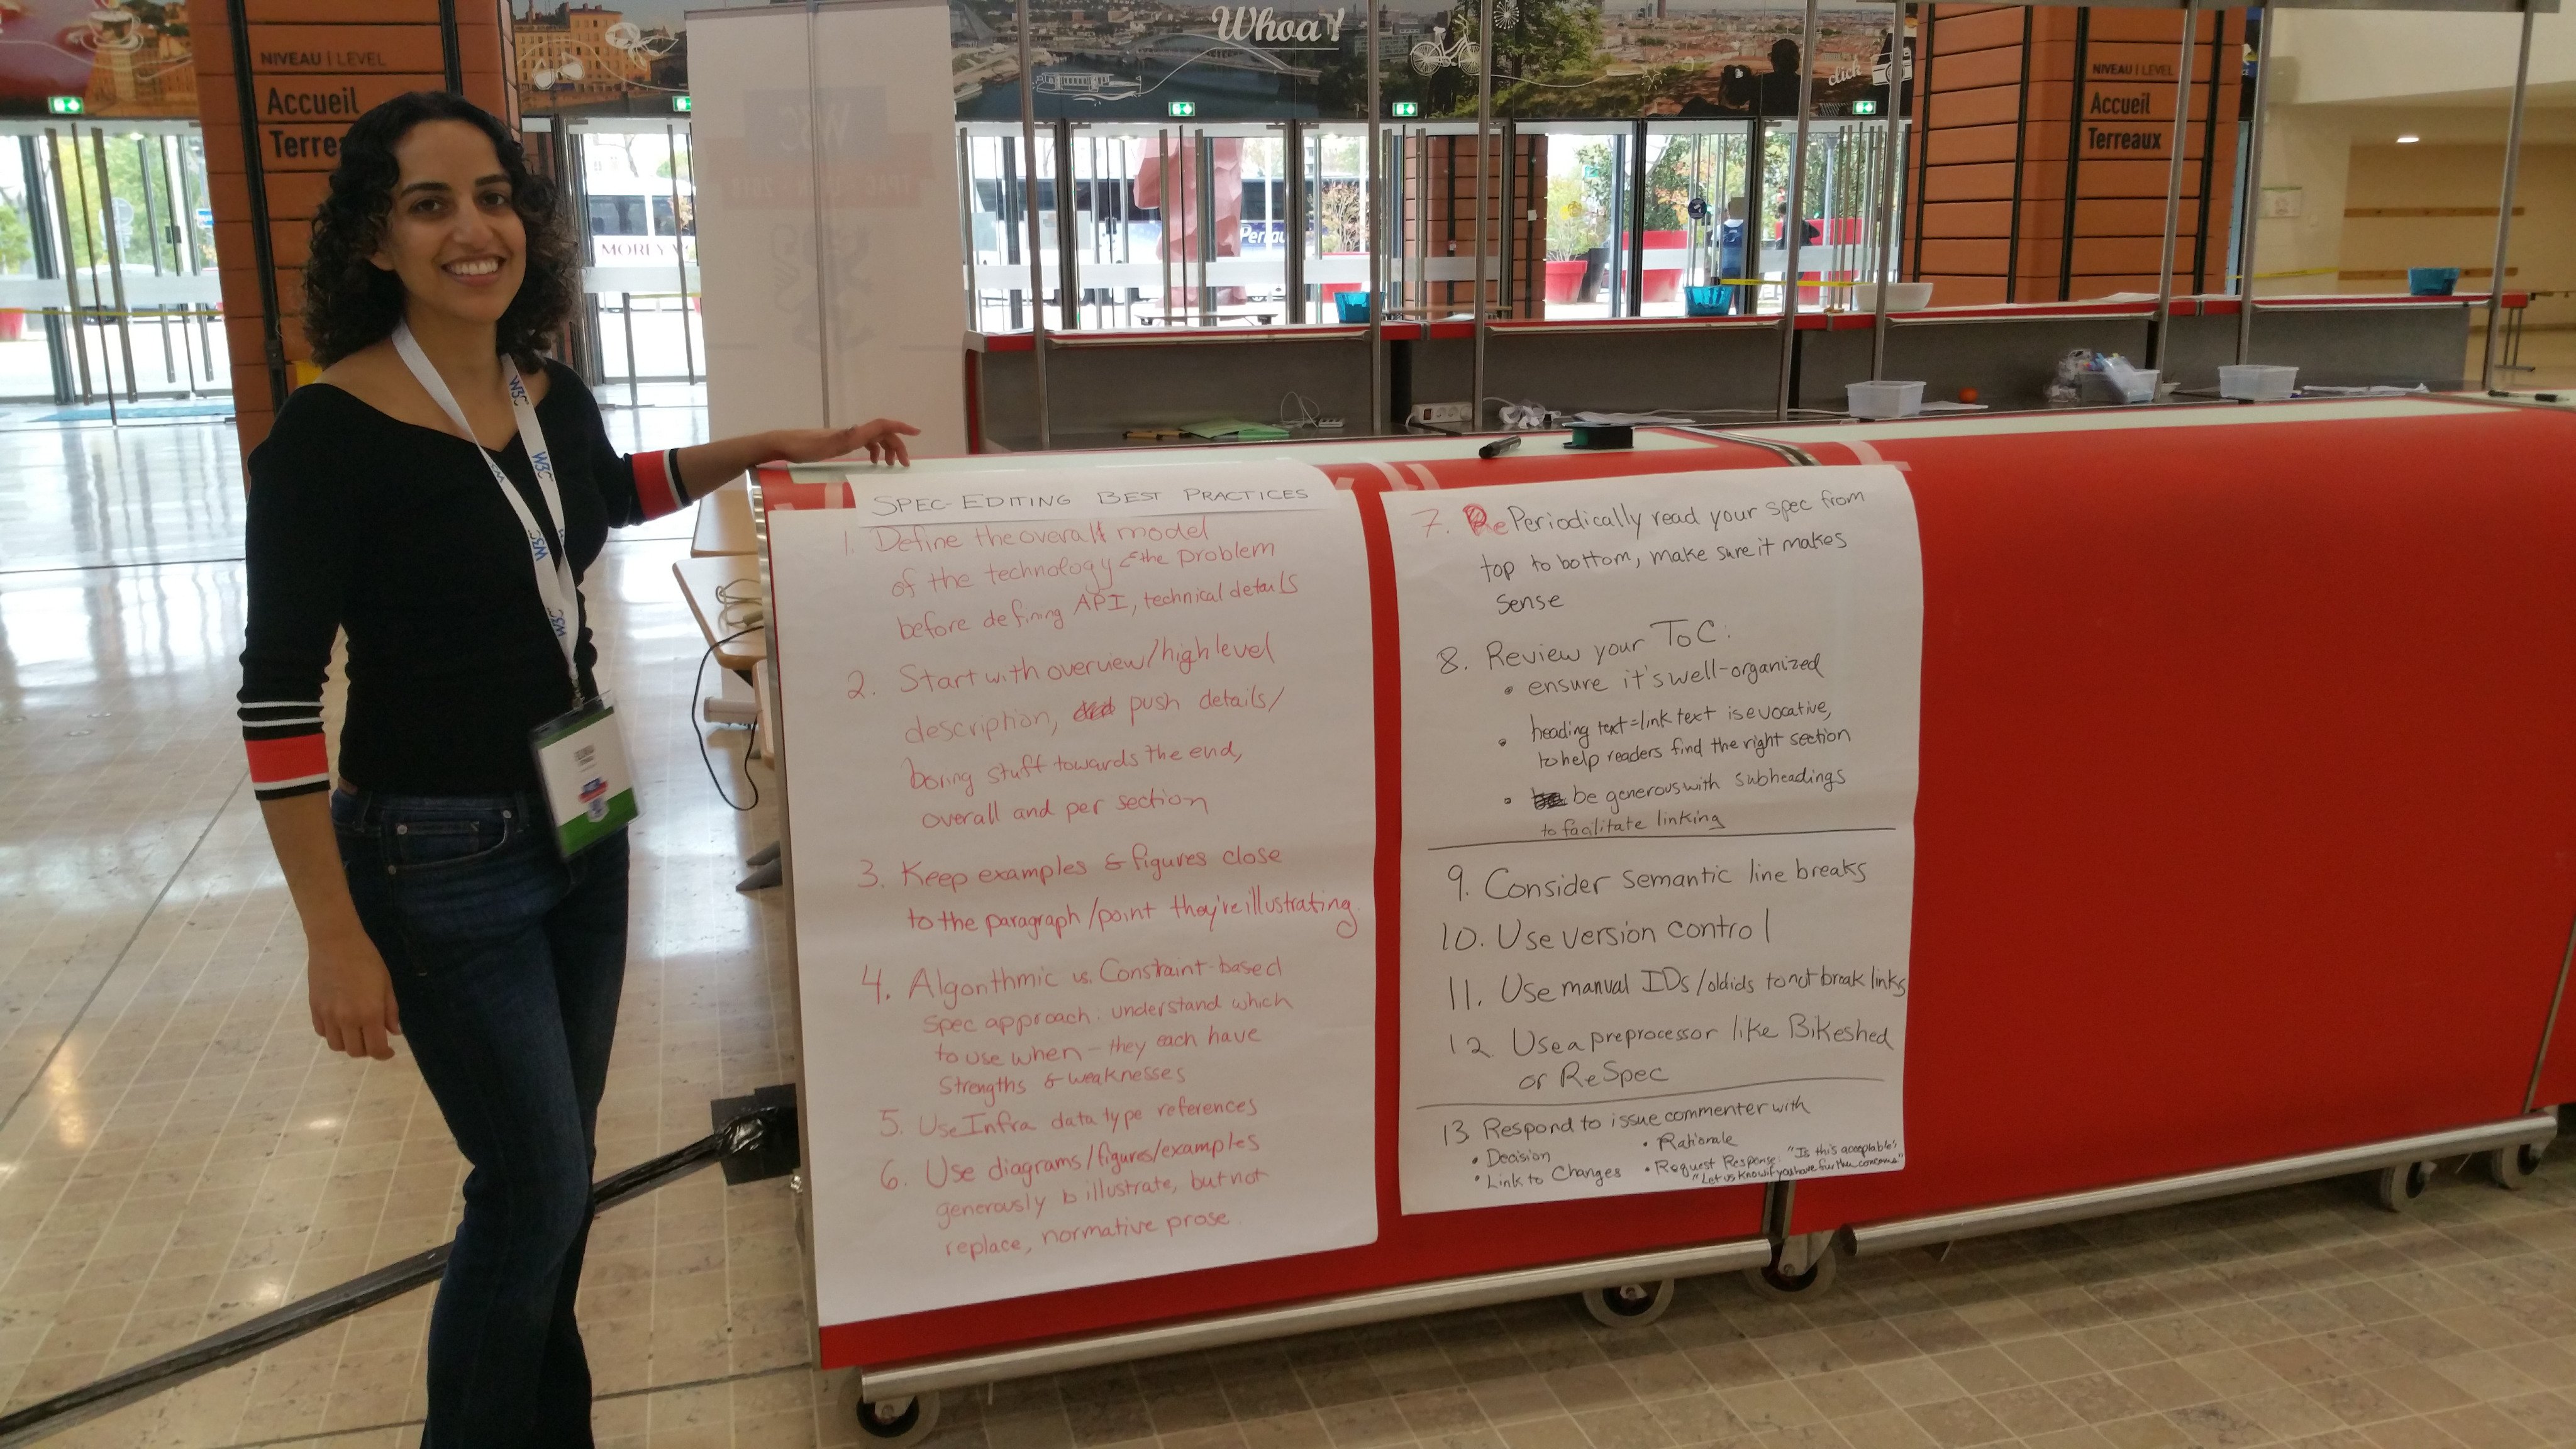 Whoa!
click
NIVEAU | LEVEL
Accueil
Terreaux
NIVEAU | LEVEL
Accueil
Terre
W3C
W3C
W3C
W3C
W3C
SPEC-EDITING BEST PRACTICES
1. Define the overall model
of the technology & the problem
before defining API, technical details
2. Start with overview/high level
description, push details/
boring stuff towards the end,
overall and per section
3. Keep examples & figures close
to the paragraph/point they're illustrating.
4. Algorithmic vs. Constraint-based
spec approach: understand which
to use when – they each have
strengths & weaknesses
5. Use Infra data type references
6. Use diagrams/figures/examples
generously to illustrate, but not
replace, normative prose
7. Periodically read your spec from
top to bottom, make sure it makes
sense
8. Review your ToC:
• ensure it's well-organized
• heading text=link text is evocative,
to help readers find the right section
• be generous with subheadings
to facilitate linking
9. Consider semantic line breaks
10. Use version control
11. Use manual IDs/oldids to not break links
12. Use a preprocessor like Bikeshed
or ReSpec
13 Respond to issue commenter with
• Decision
• Link to Changes
• Rationale
• Request Response: "Is this acceptable"
"Let us know if you have further concerns"